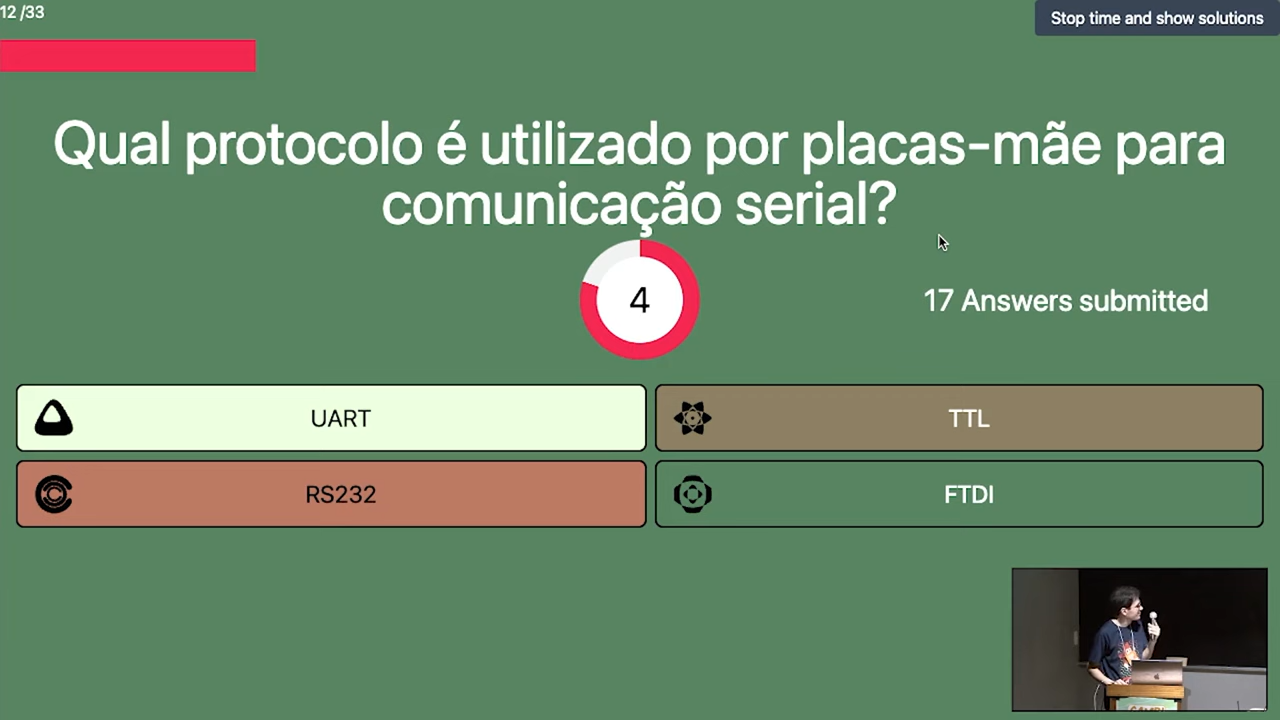 12 /33
Stop time and show solutions
Qual protocolo é utilizado por placas-mãe para
comunicação serial?
4
17 Answers submitted
UART
TTL
RS232
FTDI